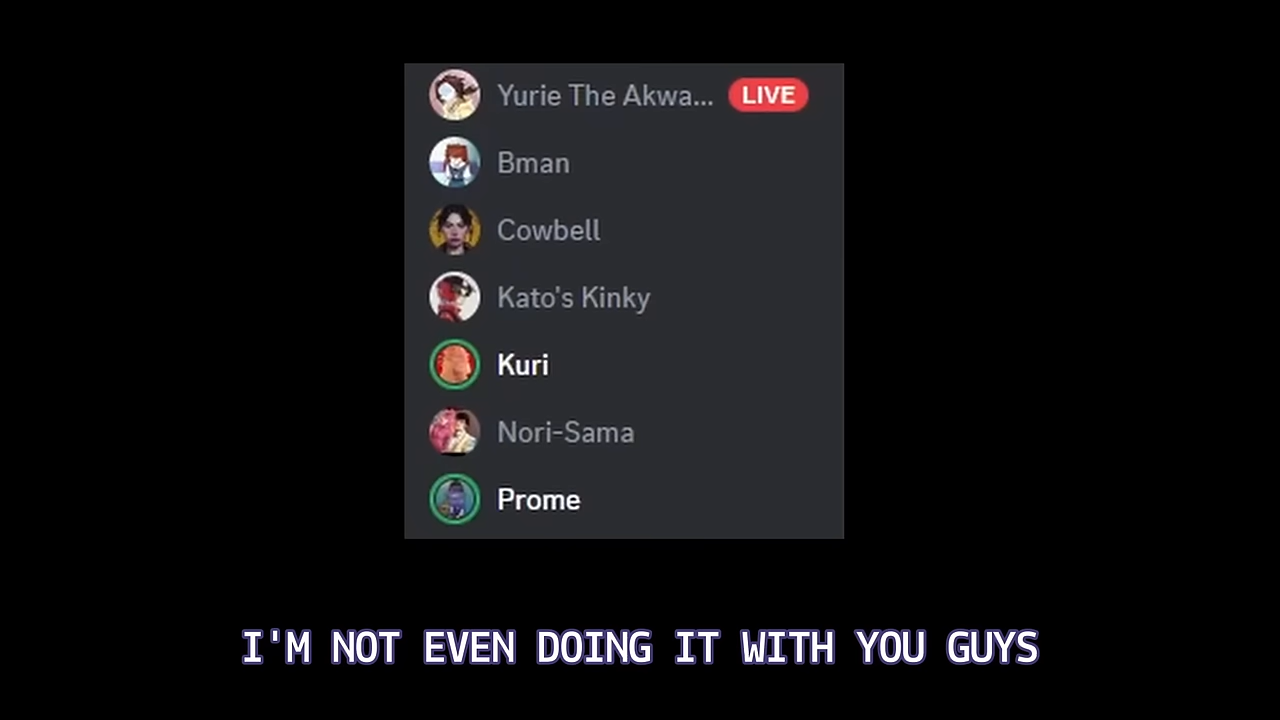 Yurie The Akwa... LIVE
Bman
Cowbell
Kato's Kinky
Kuri
Nori-Sama
Prome
I'M NOT EVEN DOING IT WITH YOU GUYS